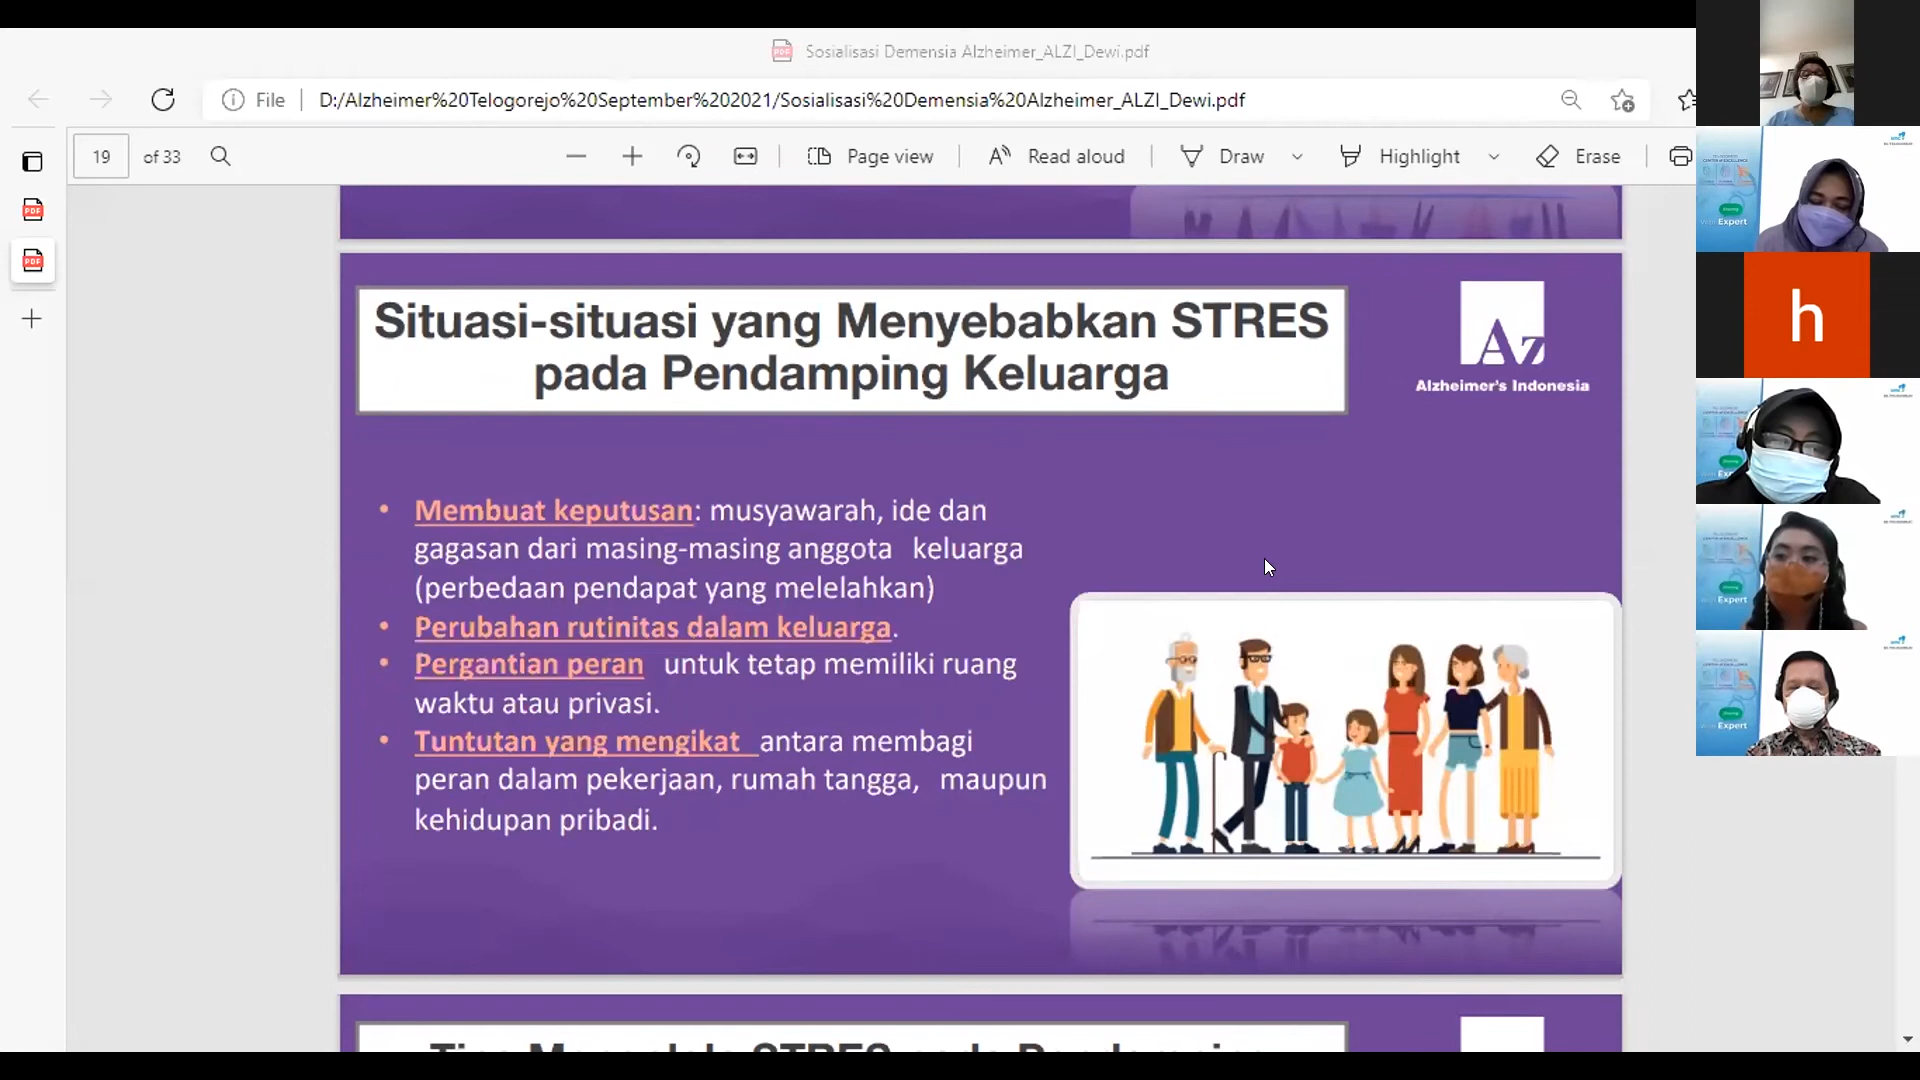 Sosialisasi Demensia Alzheimer_ALZI_Dewi.pdf
File
D:/Alzheimer%20Telogorejo%20September%202021/Sosialisasi%20Demensia%20Alzheimer_ALZI_Dewi.pdf
19 of 33
Page view
Read aloud
Draw
Highlight
Erase
Situasi-situasi yang Menyebabkan STRES
pada Pendamping Keluarga
Az
Alzheimer's Indonesia
• Membuat keputusan: musyawarah, ide dan
gagasan dari masing-masing anggota keluarga
(perbedaan pendapat yang melelahkan)
• Perubahan rutinitas dalam keluarga.
• Pergantian peran untuk tetap memiliki ruang
waktu atau privasi.
• Tuntutan yang mengikat antara membagi
peran dalam pekerjaan, rumah tangga, maupun
kehidupan pribadi.
PDF
PDF
PDF
h
Expert
Expert
Expert